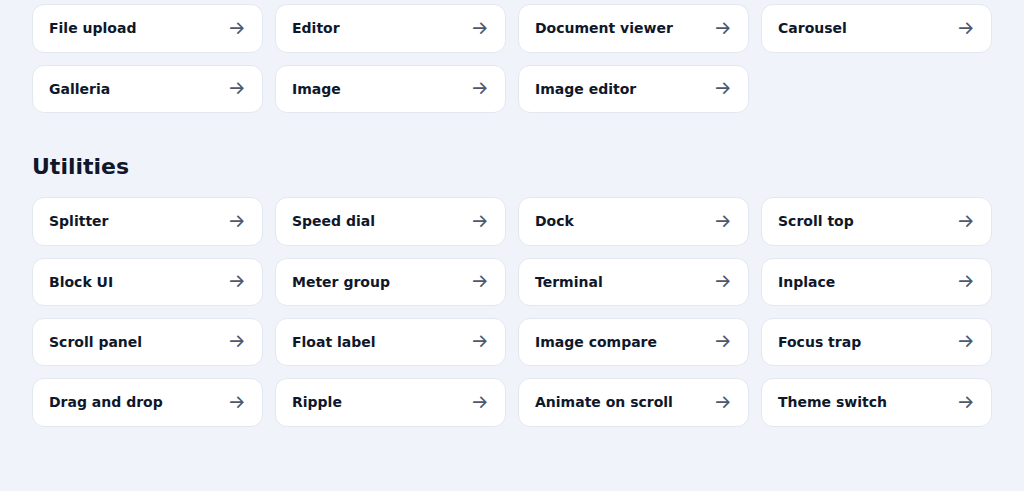 File upload
Editor
Document viewer
Carousel
Galleria
Image
Image editor
Utilities
Splitter
Speed dial
Dock
Scroll top
Block UI
Meter group
Terminal
Inplace
Scroll panel
Float label
Image compare
Focus trap
Drag and drop
Ripple
Animate on scroll
Theme switch